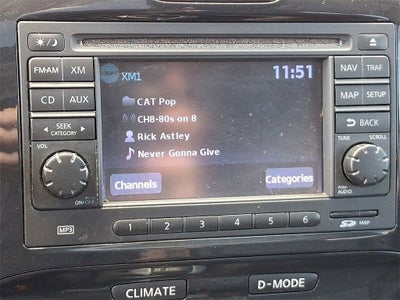 FM·AM XM
CD AUX
SEEK
CATEGORY
VOL
ON·OFF
MP3
XM1 11:51
CAT Pop
CH8-80s on 8
Rick Astley
Never Gonna Give
Channels Categories
1 2 3 4 5 6
NAV TRAF
MAP SETUP
BACK
TUNE SCROLL
PUSH
AUDIO
SD MAP
CLIMATE D-MODE